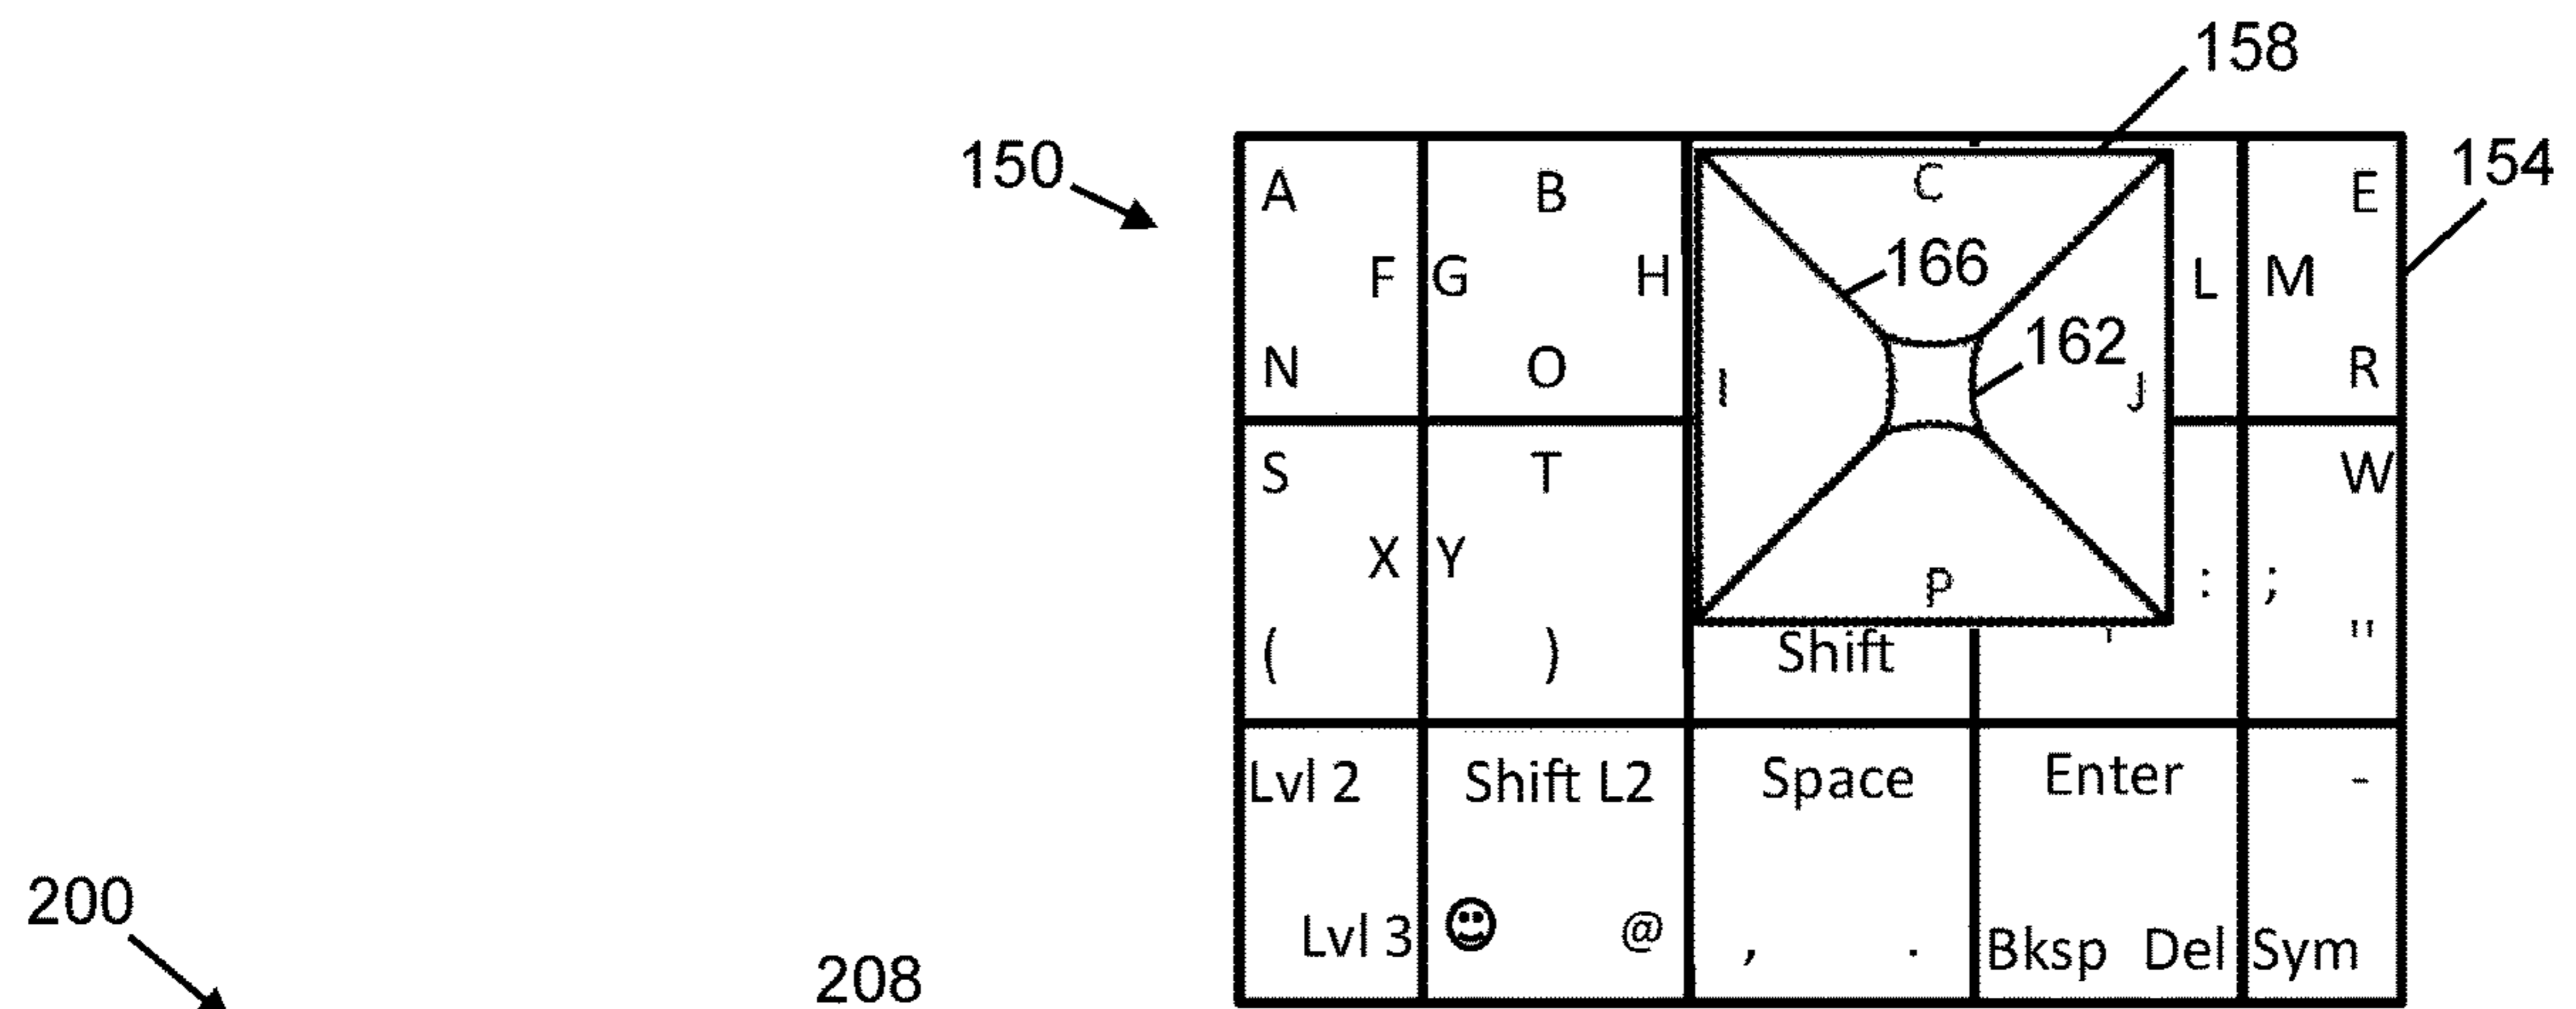 158
150 154
A B C E
F G H 166 L M
162
N O I J R
S T W
X Y P : ;
( ) Shift ' "
Lvl 2 Shift L2 Space Enter -
200
Lvl 3 @ , . Bksp Del Sym
208